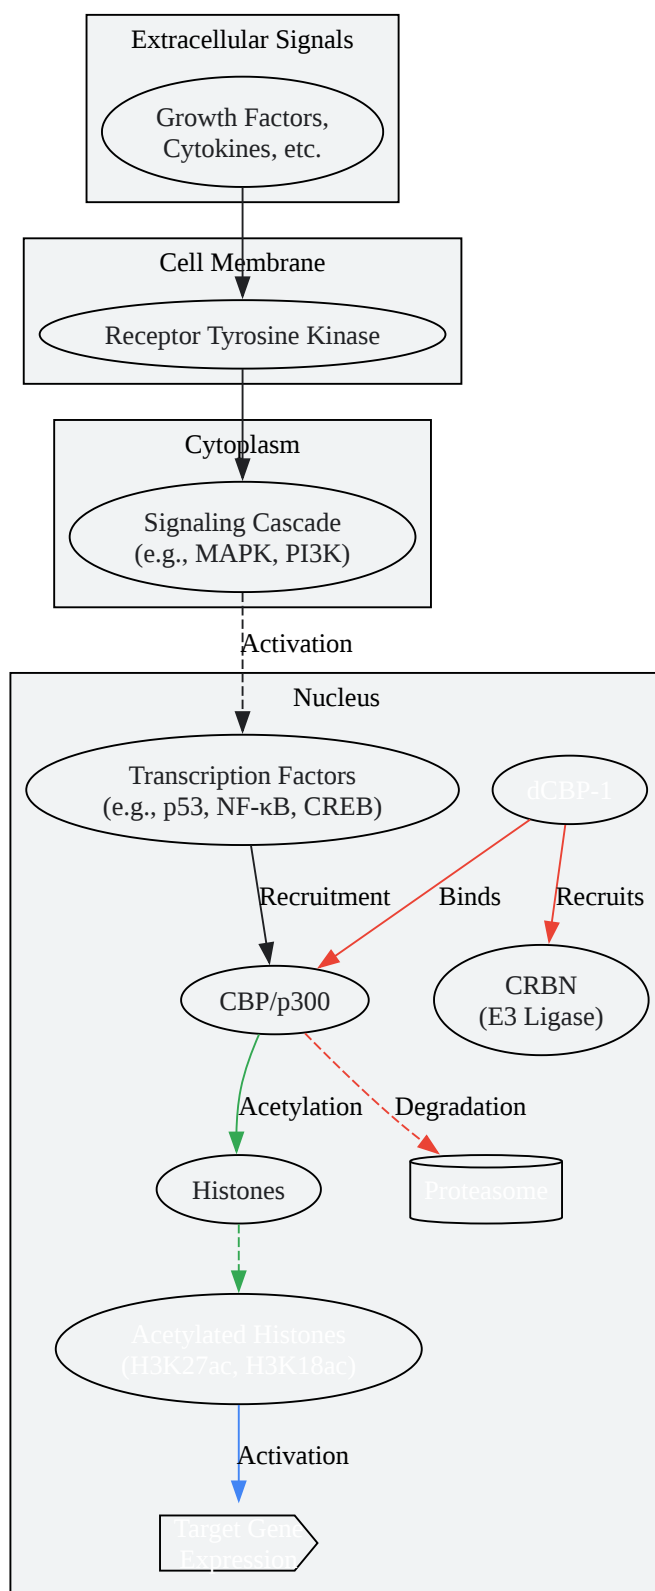 Extracellular Signals
Growth Factors,
Cytokines, etc.
Cell Membrane
Receptor Tyrosine Kinase
Cytoplasm
Signaling Cascade
(e.g., MAPK, PI3K)
Activation
Nucleus
Transcription Factors
(e.g., p53, NF-κB, CREB)
dCBP-1
Recruitment
Binds
Recruits
CBP/p300
CRBN
(E3 Ligase)
Acetylation
Degradation
Histones
Proteasome
Acetylated Histones
(H3K27ac, H3K18ac)
Activation
Target Gene
Expression